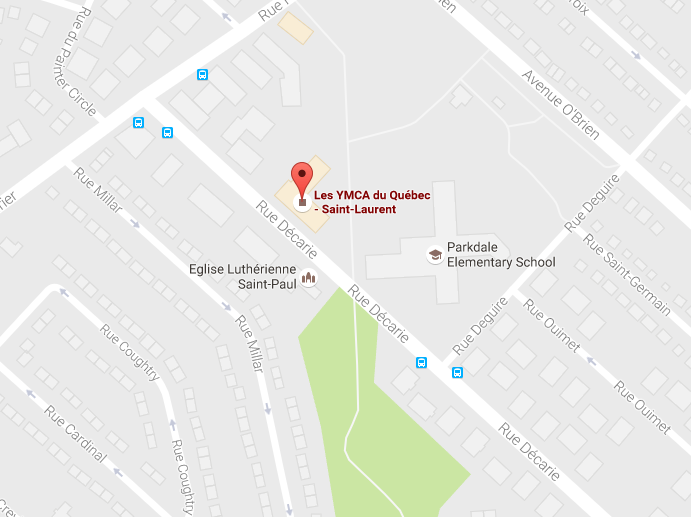 Rue du Painter Circle
Avenue O'Brien
Rue Millar
Les YMCA du Québec
- Saint-Laurent
Rue Deguire
Rue Décarie
Parkdale
Elementary School
Eglise Luthérienne
Saint-Paul
Rue Saint-Germain
Rue Décarie
Rue Deguire
Rue Ouimet
Rue Millar
Rue Coughtry
Rue Ouimet
Rue Cardinal
Rue Coughtry
Rue Décarie